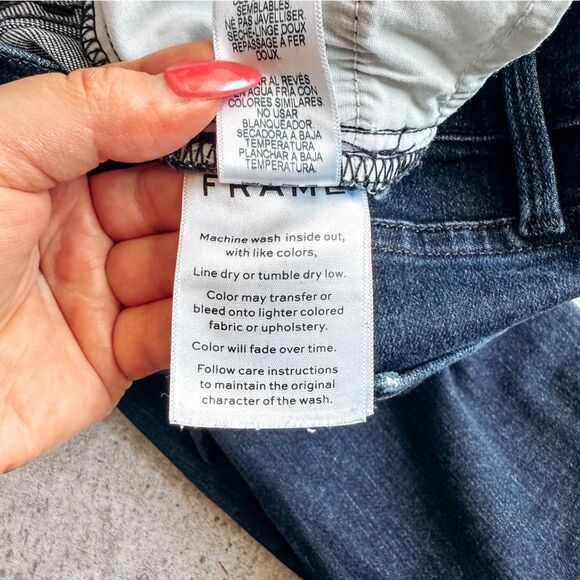 SEMBLABLES.
NE PAS JAVELLISER
SÈCHE-LINGE DOUX
REPASSAGE À FER
DOUX.
AL REVÉS
EN AGUA FRÍA CON
COLORES SIMILARES.
NO USAR
BLANQUEADOR.
SECADORA A BAJA
TEMPERATURA
PLANCHAR A BAJA
TEMPERATURA
FRAME
Machine wash inside out,
with like colors,
Line dry or tumble dry low.
Color may transfer or
bleed onto lighter colored
fabric or upholstery.
Color will fade over time.
Follow care instructions
to maintain the original
character of the wash.